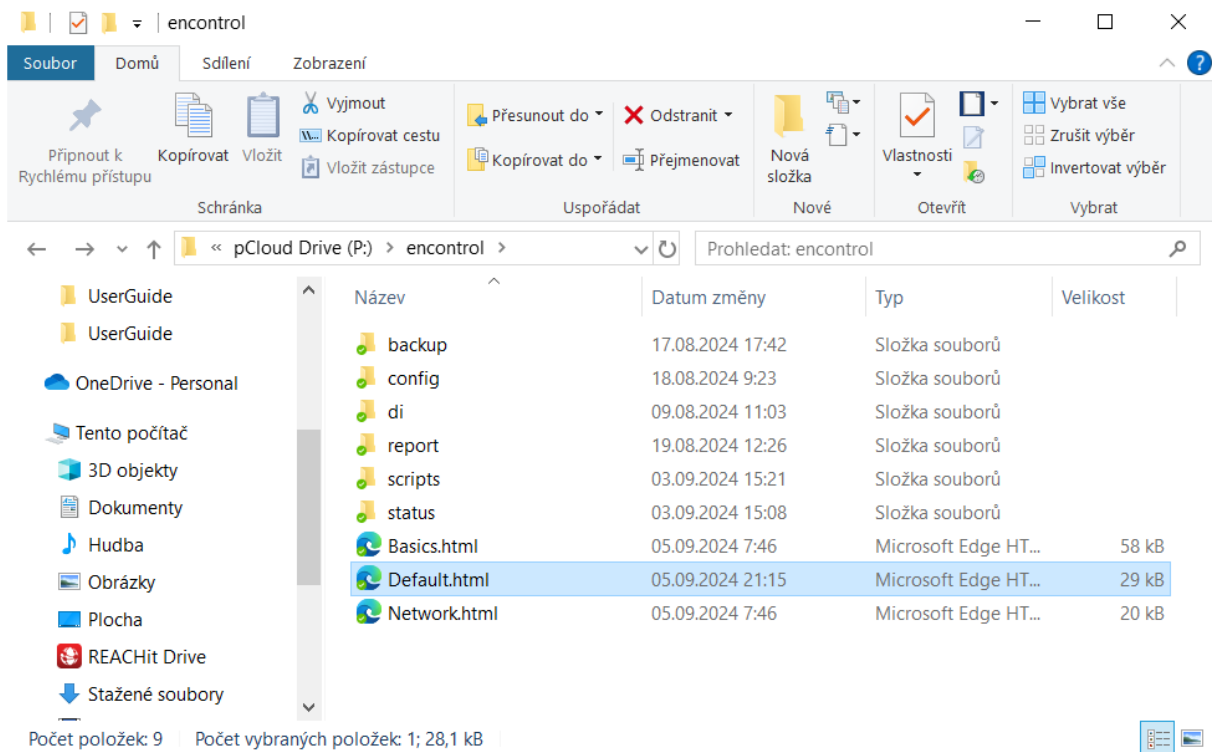 encontrol
Soubor Domů Sdílení Zobrazení
Připnout k Rychlému přístupu
Kopírovat
Vložit
Vyjmout
Kopírovat cestu
Vložit zástupce
Schránka
Přesunout do
Kopírovat do
Odstranit
Přejmenovat
Uspořádat
Nová složka
Nové
Vlastnosti
Otevřít
Vybrat vše
Zrušit výběr
Invertovat výběr
Vybrat
« pCloud Drive (P:) > encontrol >
Prohledat: encontrol
UserGuide
UserGuide
OneDrive - Personal
Tento počítač
3D objekty
Dokumenty
Hudba
Obrázky
Plocha
REACHit Drive
Stažené soubory
Název Datum změny Typ Velikost
backup 17.08.2024 17:42 Složka souborů
config 18.08.2024 9:23 Složka souborů
di 09.08.2024 11:03 Složka souborů
report 19.08.2024 12:26 Složka souborů
scripts 03.09.2024 15:21 Složka souborů
status 03.09.2024 15:08 Složka souborů
Basics.html 05.09.2024 7:46 Microsoft Edge HT... 58 kB
Default.html 05.09.2024 21:15 Microsoft Edge HT... 29 kB
Network.html 05.09.2024 7:46 Microsoft Edge HT... 20 kB
Počet položek: 9 Počet vybraných položek: 1; 28,1 kB